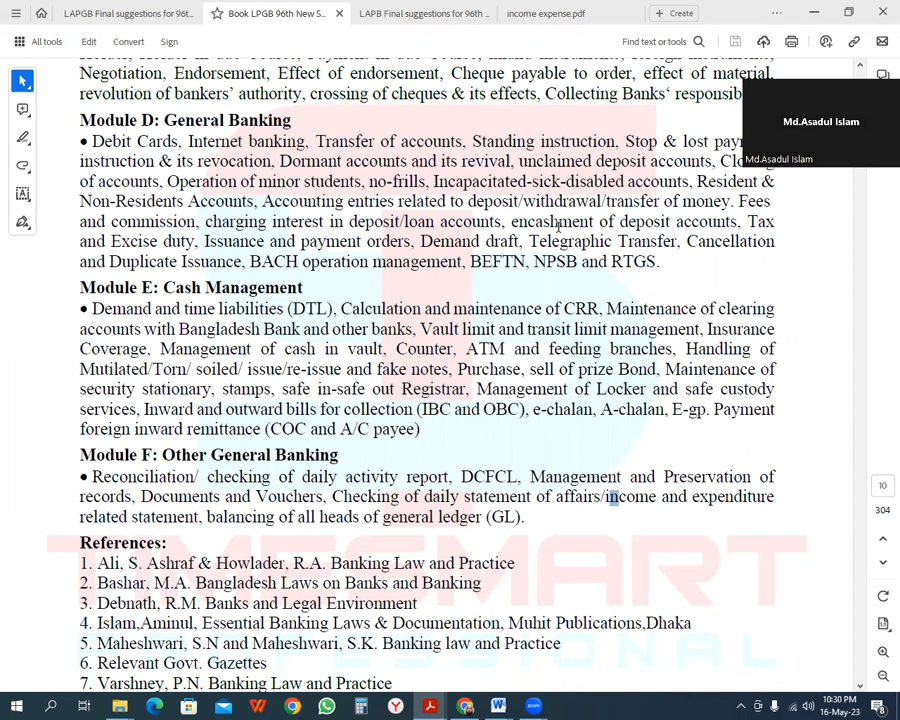 LAPGB Final suggestions for 96t...
Book LPGB 96th New S...
LAPB Final suggestions for 96th ...
income expense.pdf
Create
All tools
Edit
Convert
Sign
Find text or tools
Negotiation, Endorsement, Effect of endorsement, Cheque payable to order, effect of material,
revolution of bankers’ authority, crossing of cheques & its effects, Collecting Banks‘ responsib
Module D: General Banking
• Debit Cards, Internet banking, Transfer of accounts, Standing instruction, Stop & lost paym
instruction & its revocation, Dormant accounts and its revival, unclaimed deposit accounts, Clo
of accounts, Operation of minor students, no-frills, Incapacitated-sick-disabled accounts, Resident &
Non-Residents Accounts, Accounting entries related to deposit/withdrawal/transfer of money. Fees
and commission, charging interest in deposit/loan accounts, encashment of deposit accounts, Tax
and Excise duty, Issuance and payment orders, Demand draft, Telegraphic Transfer, Cancellation
and Duplicate Issuance, BACH operation management, BEFTN, NPSB and RTGS.
Module E: Cash Management
• Demand and time liabilities (DTL), Calculation and maintenance of CRR, Maintenance of clearing
accounts with Bangladesh Bank and other banks, Vault limit and transit limit management, Insurance
Coverage, Management of cash in vault, Counter, ATM and feeding branches, Handling of
Mutilated/Torn/ soiled/ issue/re-issue and fake notes, Purchase, sell of prize Bond, Maintenance of
security stationary, stamps, safe in-safe out Registrar, Management of Locker and safe custody
services, Inward and outward bills for collection (IBC and OBC), e-chalan, A-chalan, E-gp. Payment
foreign inward remittance (COC and A/C payee)
Module F: Other General Banking
• Reconciliation/ checking of daily activity report, DCFCL, Management and Preservation of
records, Documents and Vouchers, Checking of daily statement of affairs/income and expenditure
related statement, balancing of all heads of general ledger (GL).
References:
1. Ali, S. Ashraf & Howlader, R.A. Banking Law and Practice
2. Bashar, M.A. Bangladesh Laws on Banks and Banking
3. Debnath, R.M. Banks and Legal Environment
4. Islam,Aminul, Essential Banking Laws & Documentation, Muhit Publications,Dhaka
5. Maheshwari, S.N and Maheshwari, S.K. Banking law and Practice
6. Relevant Govt. Gazettes
7. Varshney, P.N. Banking Law and Practice
TIMESMART
PROFESSIONAL
Md.Asadul Islam
Md.Asadul Islam
10
304
zoom
10:30 PM
16-May-23
8